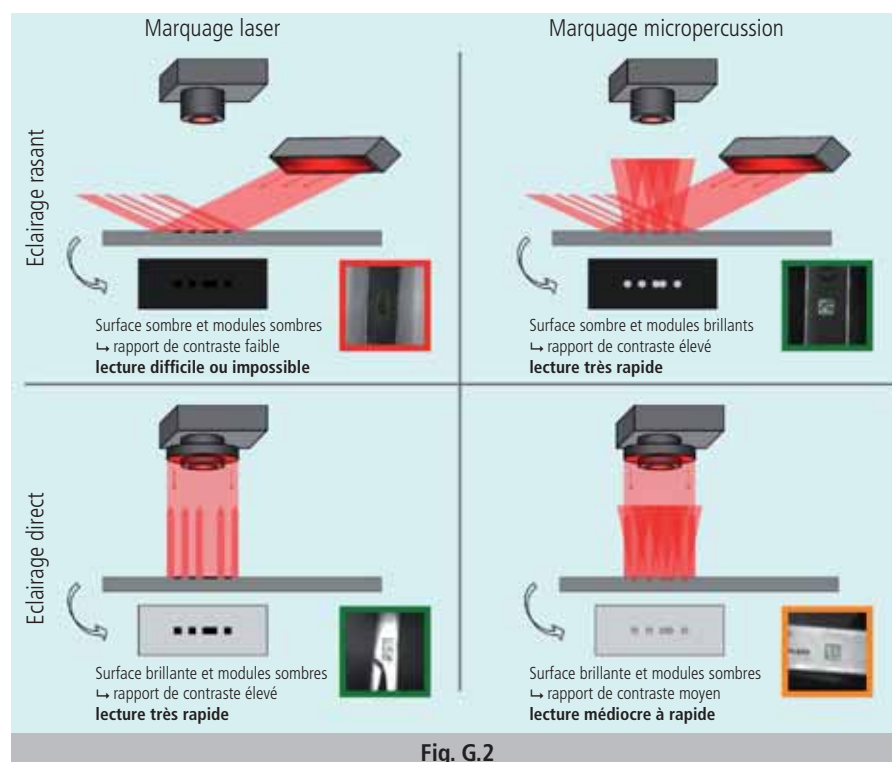 Marquage laser
Marquage micropercussion
Eclairage rasant
Surface sombre et modules sombres
↳ rapport de contraste faible
lecture difficile ou impossible
Surface sombre et modules brillants
↳ rapport de contraste élevé
lecture très rapide
Eclairage direct
Surface brillante et modules sombres
↳ rapport de contraste élevé
lecture très rapide
Surface brillante et modules sombres
↳ rapport de contraste moyen
lecture médiocre à rapide
Fig. G.2